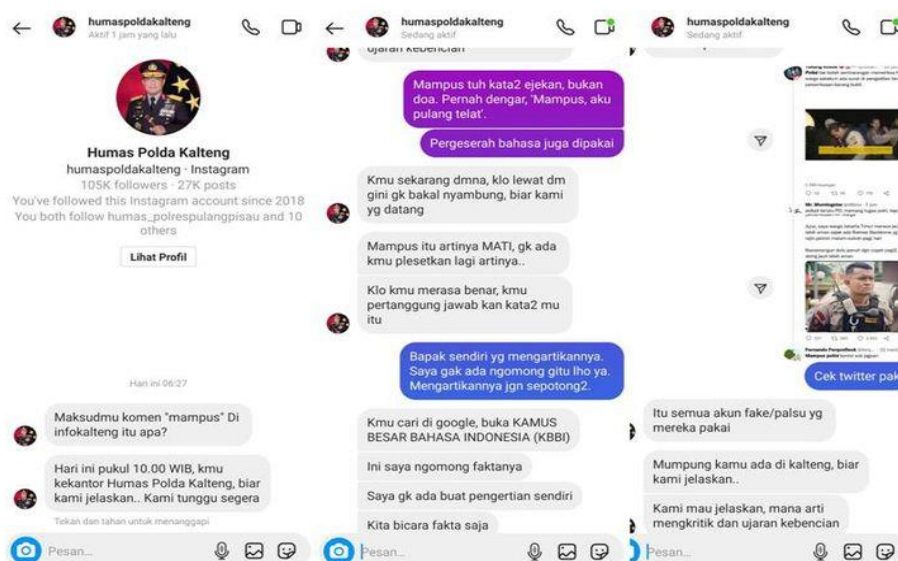 humaspoldakalteng
Aktif 1 jam yang lalu
Humas Polda Kalteng
humaspoldakalteng · Instagram
105K followers · 27K posts
You've followed this Instagram account since 2018
You both follow humas_polrespulangpisau and 10
others
Lihat Profil
Hari ini 06:27
Maksudmu komen "mampus" Di
infokalteng itu apa?
Hari ini pukul 10.00 WIB, kmu
kekantor Humas Polda Kalteng, biar
kami jelaskan.. Kami tunggu segera
Tekan dan tahan untuk menanggapi
Pesan...
humaspoldakalteng
Sedang aktif
ujaran kebencian
Mampus tuh kata2 ejekan, bukan
doa. Pernah dengar, 'Mampus, aku
pulang telat'.
Pergeserah bahasa juga dipakai
Kmu sekarang dmna, klo lewat dm
gini gk bakal nyambung, biar kami
yg datang
Mampus itu artinya MATI, gk ada
kmu plesetkan lagi artinya..
Klo kmu merasa benar, kmu
pertanggung jawab kan kata2 mu
itu
Bapak sendiri yg mengartikannya.
Saya gak ada ngomong gitu lho ya.
Mengartikannya jgn sepotong2.
Kmu cari di google, buka KAMUS
BESAR BAHASA INDONESIA (KBBI)
Ini saya ngomong faktanya
Saya gk ada buat pengertian sendiri
Kita bicara fakta saja
Pesan...
humaspoldakalteng
Sedang aktif
Cek twitter pak
Itu semua akun fake/palsu yg
mereka pakai
Mumpung kamu ada di kalteng, biar
kami jelaskan..
Kami mau jelaskan, mana arti
mengkritik dan ujaran kebencian
Pesan...